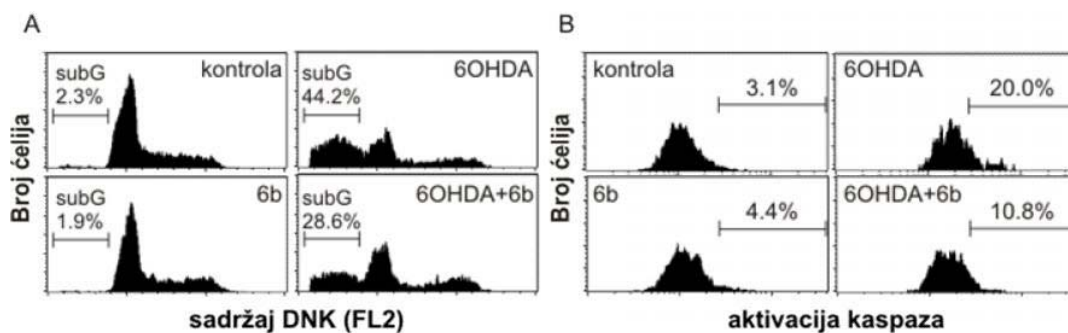 A
Broj ćelija
subG
2.3%
kontrola
subG
44.2%
6OHDA
subG
1.9%
6b
subG
28.6%
6OHDA+6b
sadržaj DNK (FL2)
B
Broj ćelija
kontrola
3.1%
6OHDA
20.0%
6b
4.4%
6OHDA+6b
10.8%
aktivacija kaspaza